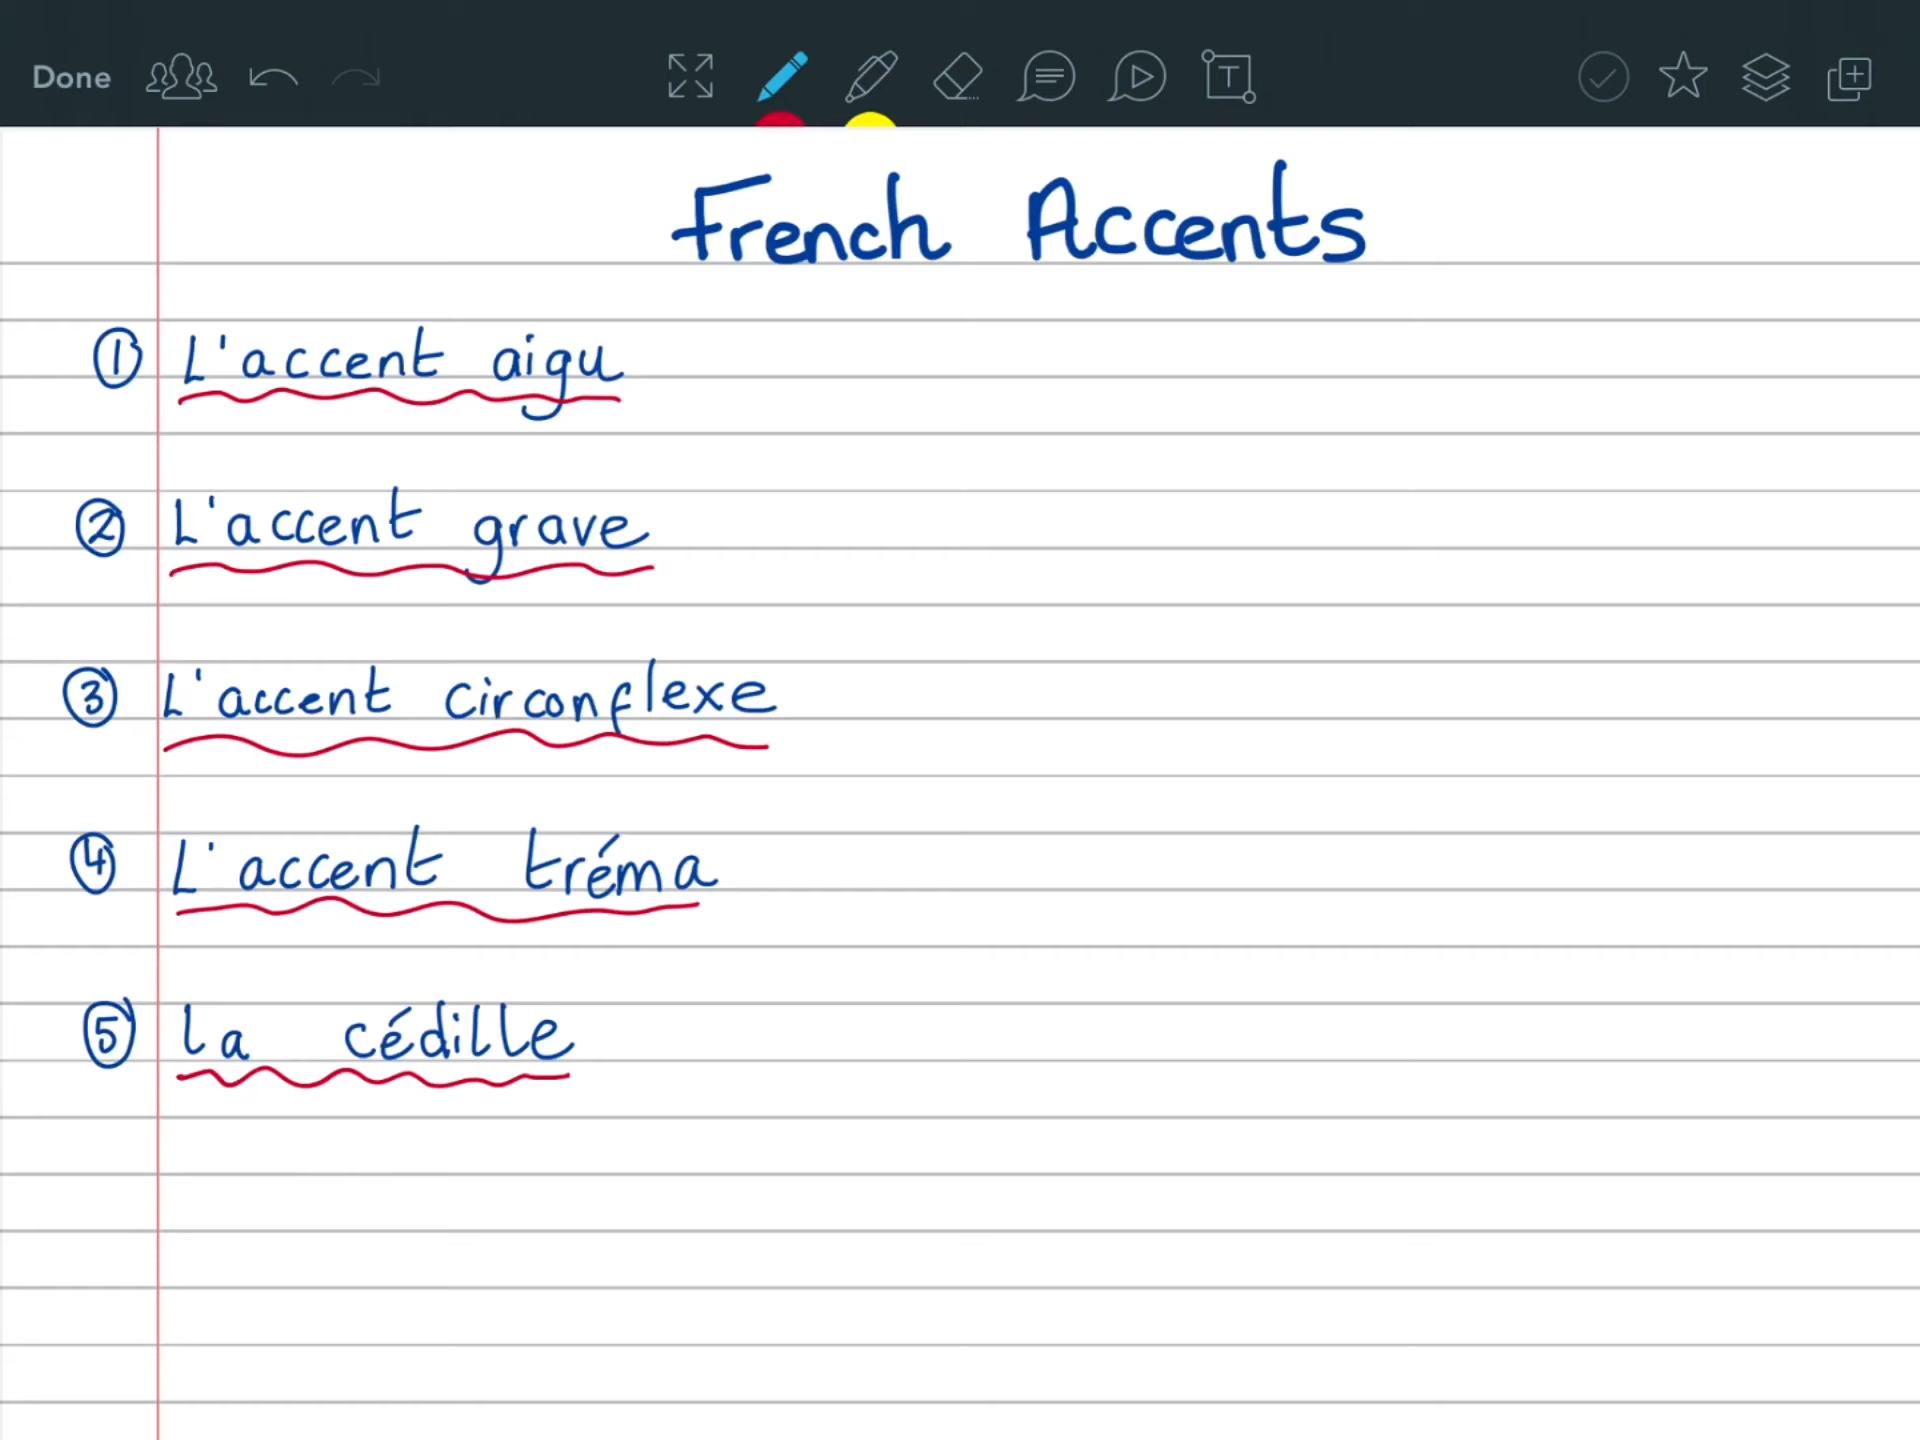 Done
French Accents
① L'accent aigu
② L'accent grave
③ L'accent circonflexe
④ L'accent tréma
⑤ la cédille